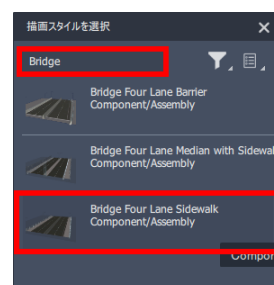 描画スタイルを選択
Bridge
Bridge Four Lane Barrier
Component/Assembly
Bridge Four Lane Median with Sidewal
Component/Assembly
Bridge Four Lane Sidewalk
Component/Assembly
Compon